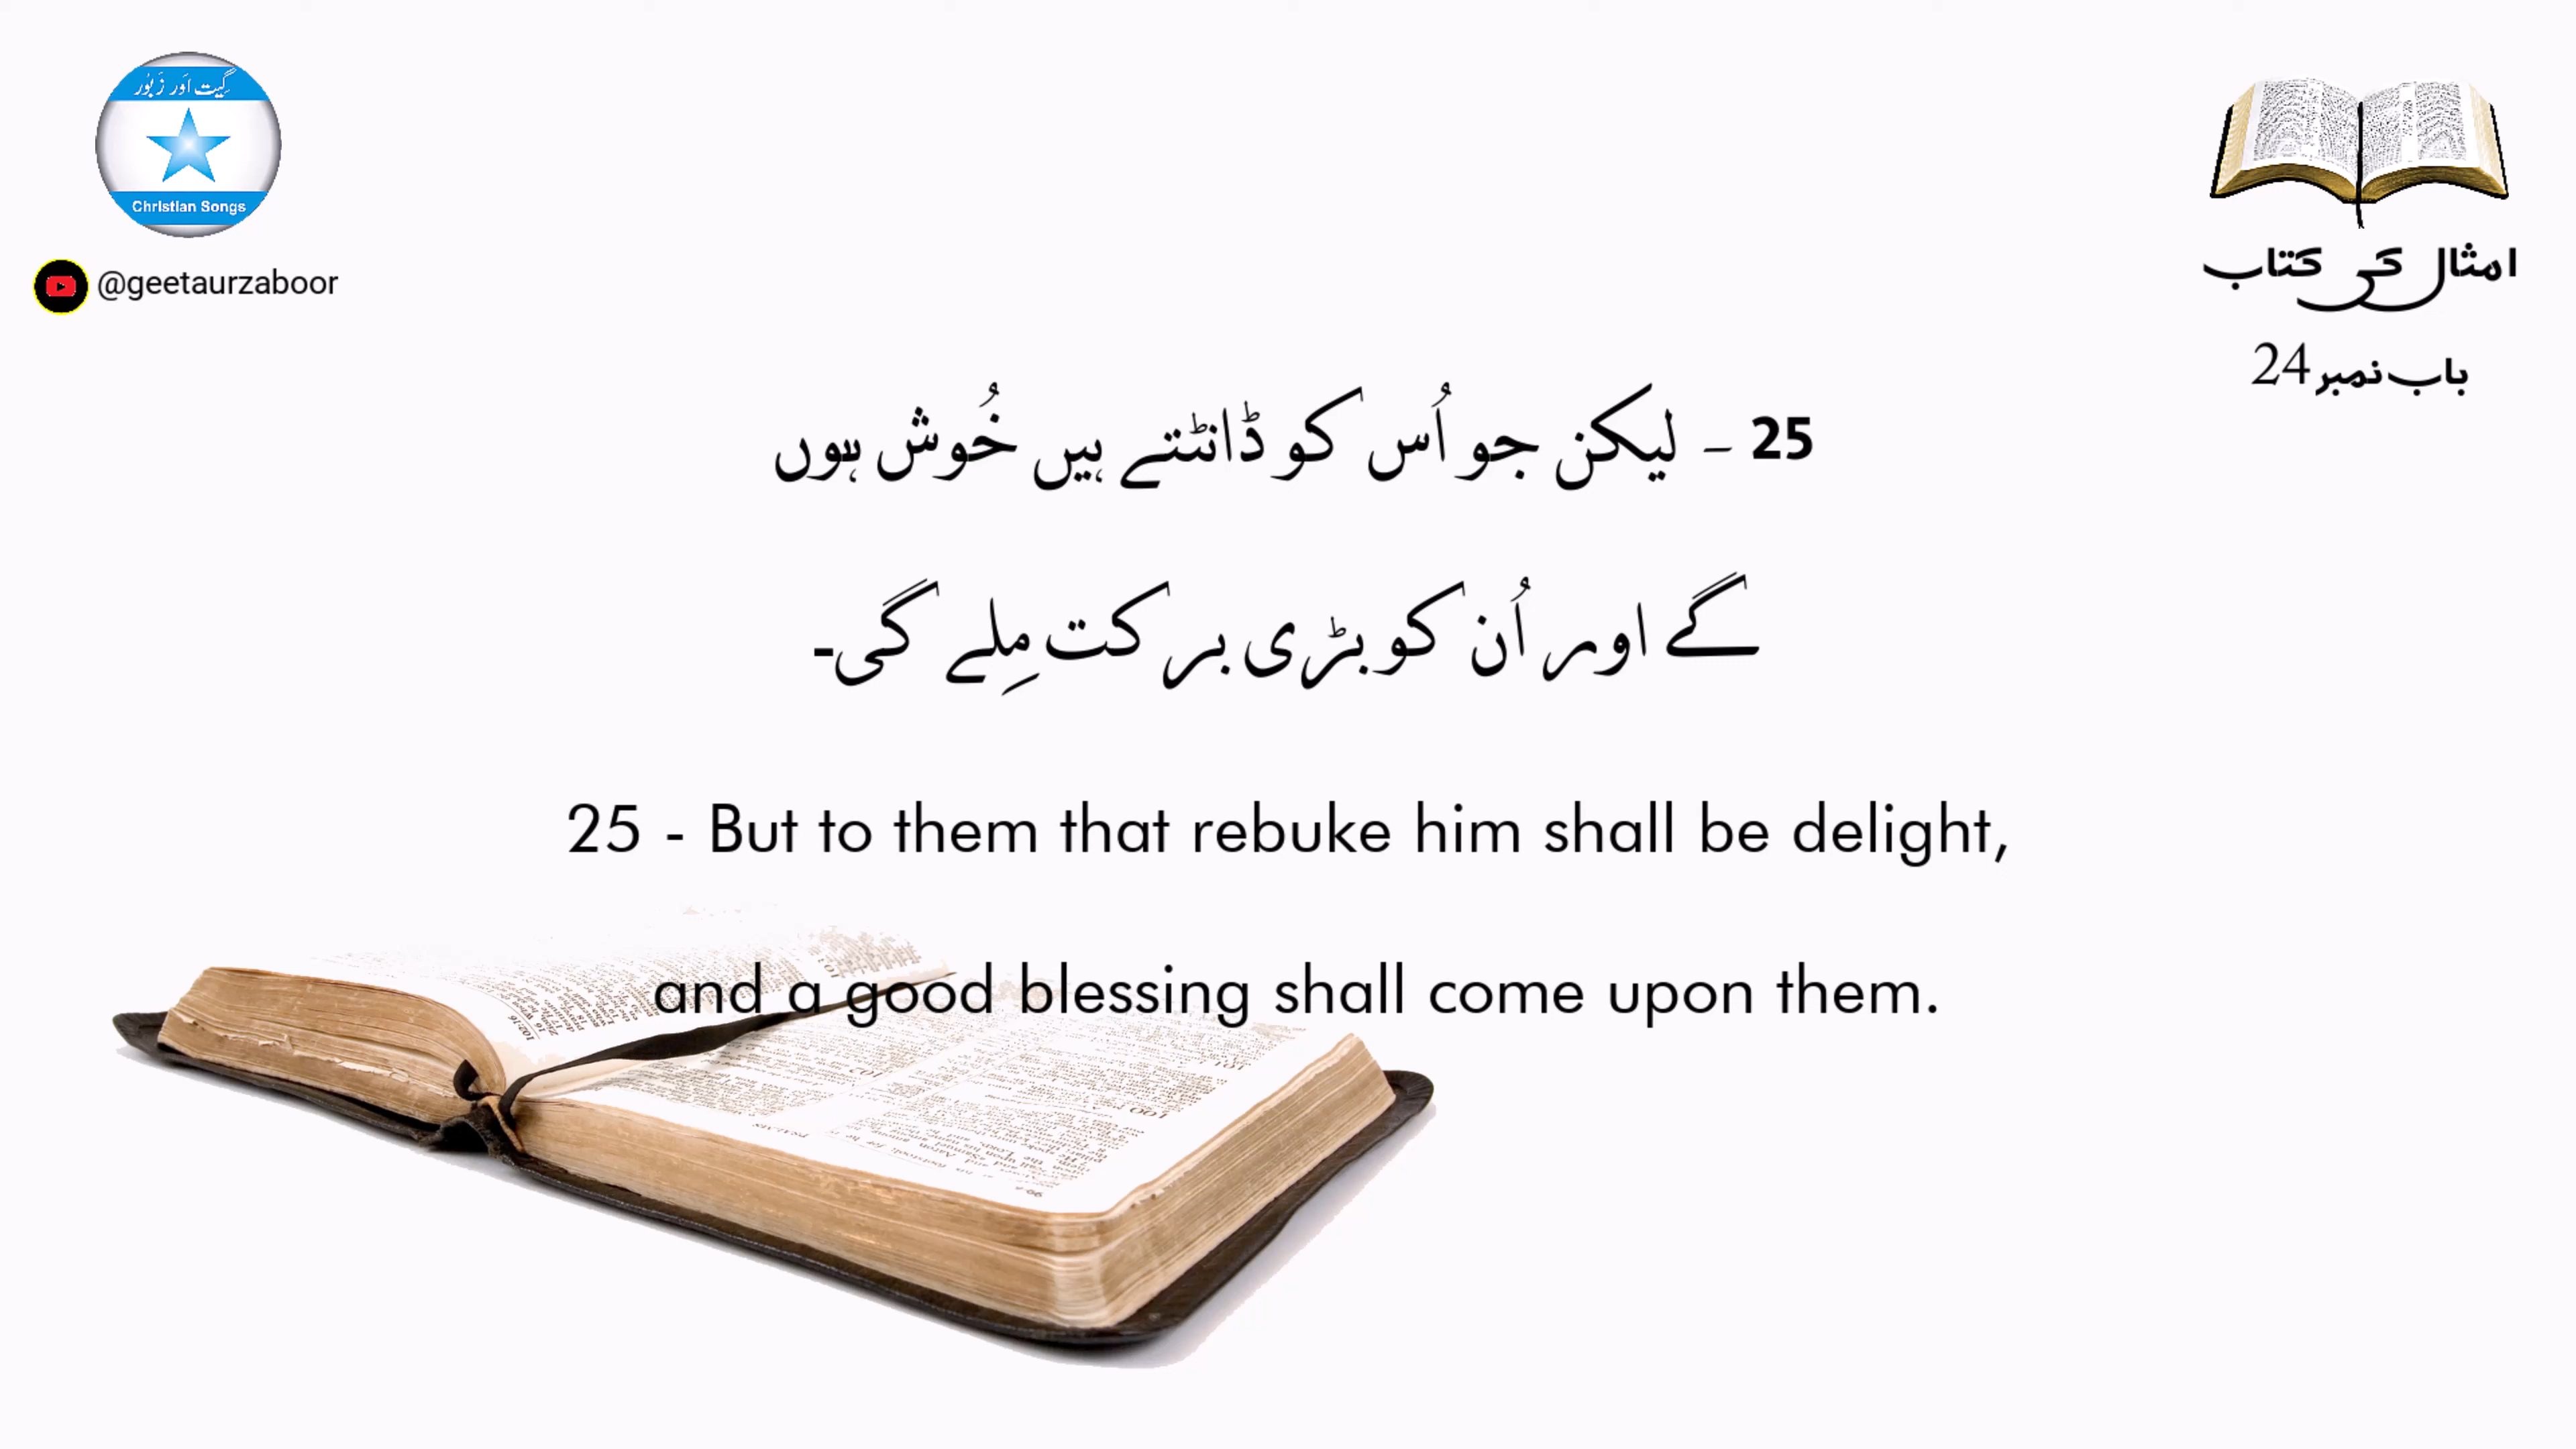 گیت اَور زَبُور
Christian Songs
@geetaurzaboor
امثال کی کتاب
باب نمبر 24
25 ۔ لیکن جو اُس کو ڈانٹتے ہیں خُوش ہوں
گے اور اُن کو بڑی برکت مِلے گی۔
25 - But to them that rebuke him shall be delight,
and a good blessing shall come upon them.